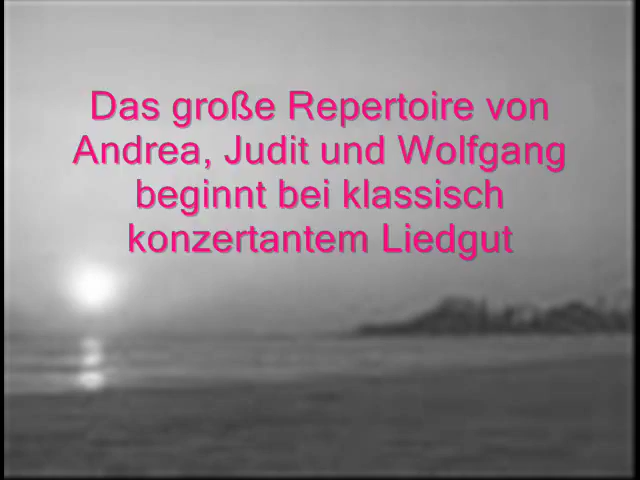 Das große Repertoire von
Andrea, Judit und Wolfgang
beginnt bei klassisch
konzertantem Liedgut